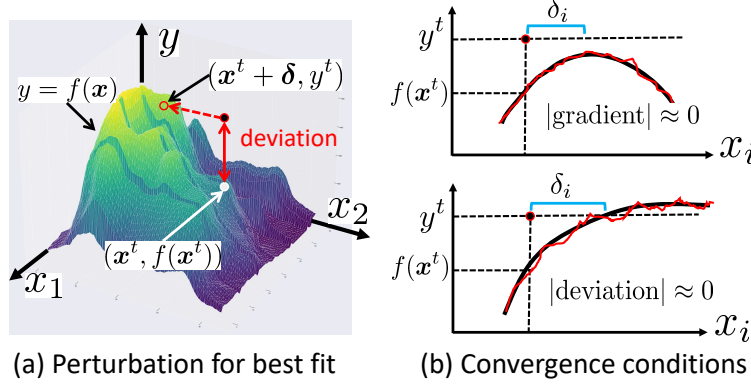 y
(x^t + δ, y^t)
y = f(x)
deviation
x_2
(x^t, f(x^t))
x_1
(a) Perturbation for best fit
δ_i
y^t
f(x^t)
|gradient| ≈ 0
x_i
δ_i
y^t
f(x^t)
|deviation| ≈ 0
x_i
(b) Convergence conditions